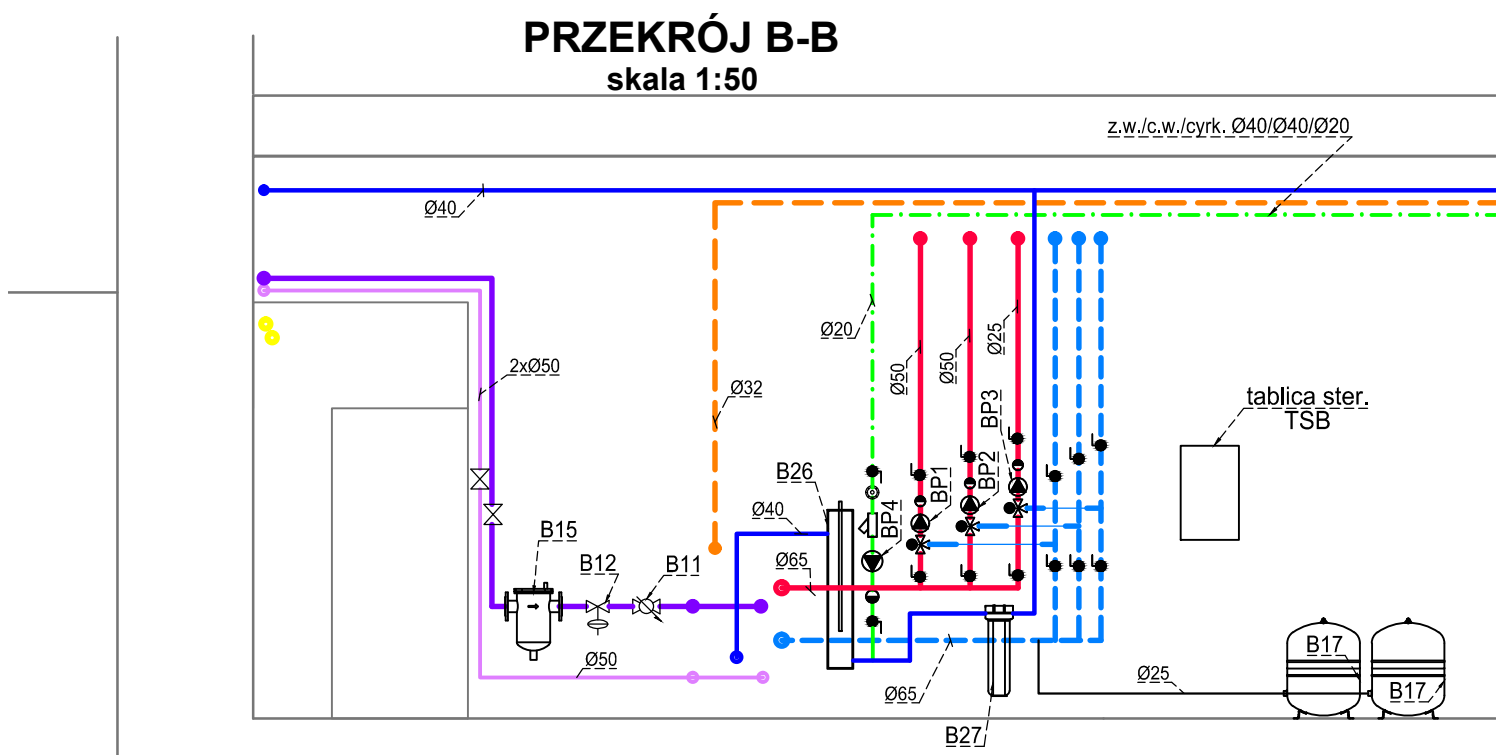 PRZEKRÓJ B-B
skala 1:50
z.w./c.w./cyrk. Ø40/Ø40/Ø20
Ø40
Ø20
Ø50
Ø50
Ø25
2xØ50
Ø32
tablica ster.
TSB
BP3
B26
BP1
BP2
BP4
Ø40
B15
B12
B11
Ø65
Ø50
Ø65
B27
Ø25
B17
B17